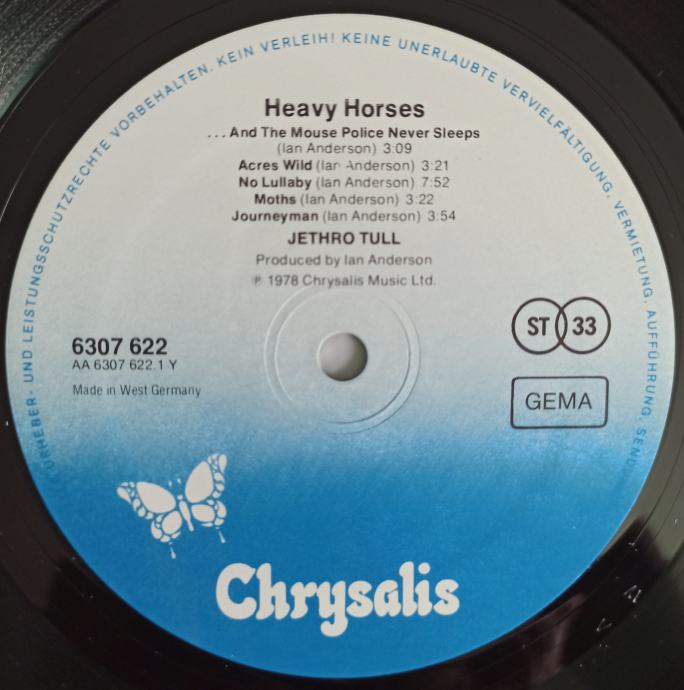 URHEBER- UND LEISTUNGSSCHUTZRECHTE VORBEHALTEN. KEIN VERLEIH! KEINE UNERLAUBTE VERVIELFÄLTIGUNG, VERMIETUNG, AUFFÜHRUNG, SENDU
Heavy Horses
...And The Mouse Police Never Sleeps
(Ian Anderson) 3:09
Acres Wild (Ian Anderson) 3:21
No Lullaby (Ian Anderson) 7:52
Moths (Ian Anderson) 3:22
Journeyman (Ian Anderson) 3:54
JETHRO TULL
Produced by Ian Anderson
℗ 1978 Chrysalis Music Ltd.
6307 622
AA 6307 622.1 Y
Made in West Germany
ST 33
GEMA
Chrysalis